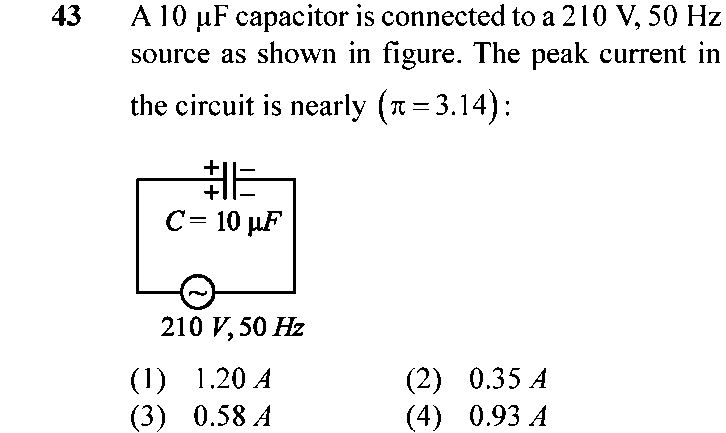 43 A 10 μF capacitor is connected to a 210 V, 50 Hz
source as shown in figure. The peak current in
the circuit is nearly (π = 3.14) :
+ –
+ –
C = 10 μF
~
210 V, 50 Hz
(1) 1.20 A (2) 0.35 A
(3) 0.58 A (4) 0.93 A